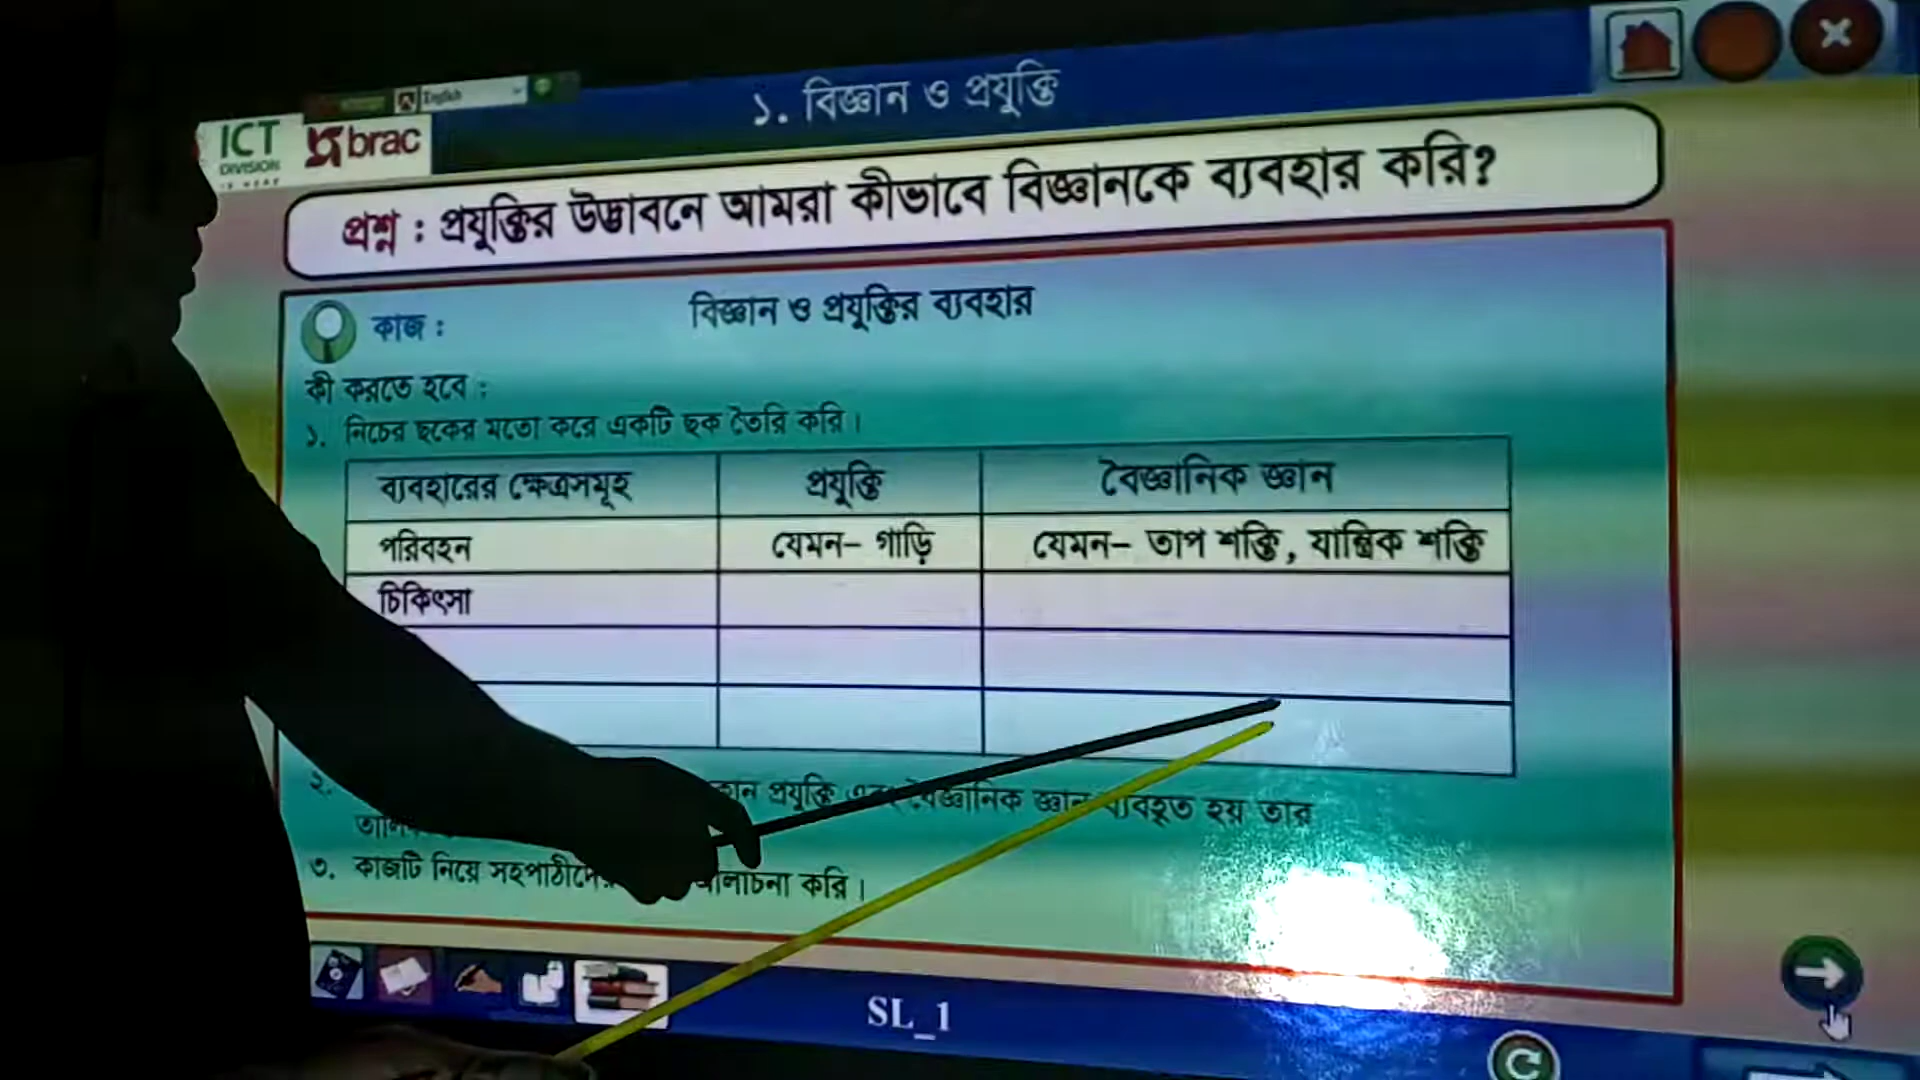 English
১. বিজ্ঞান ও প্রযুক্তি
ICT
DIVISION
brac
প্রশ্ন : প্রযুক্তির উদ্ভাবনে আমরা কীভাবে বিজ্ঞানকে ব্যবহার করি?
কাজ :
বিজ্ঞান ও প্রযুক্তির ব্যবহার
কী করতে হবে :
১. নিচের ছকের মতো করে একটি ছক তৈরি করি।
ব্যবহারের ক্ষেত্রসমূহ প্রযুক্তি বৈজ্ঞানিক জ্ঞান
পরিবহন যেমন- গাড়ি যেমন- তাপ শক্তি, যান্ত্রিক শক্তি
চিকিৎসা
২. প্রযুক্তি এবং বৈজ্ঞানিক জ্ঞান ব্যবহৃত হয় তার
৩. কাজটি নিয়ে সহপাঠীদের আলোচনা করি।
SL_1